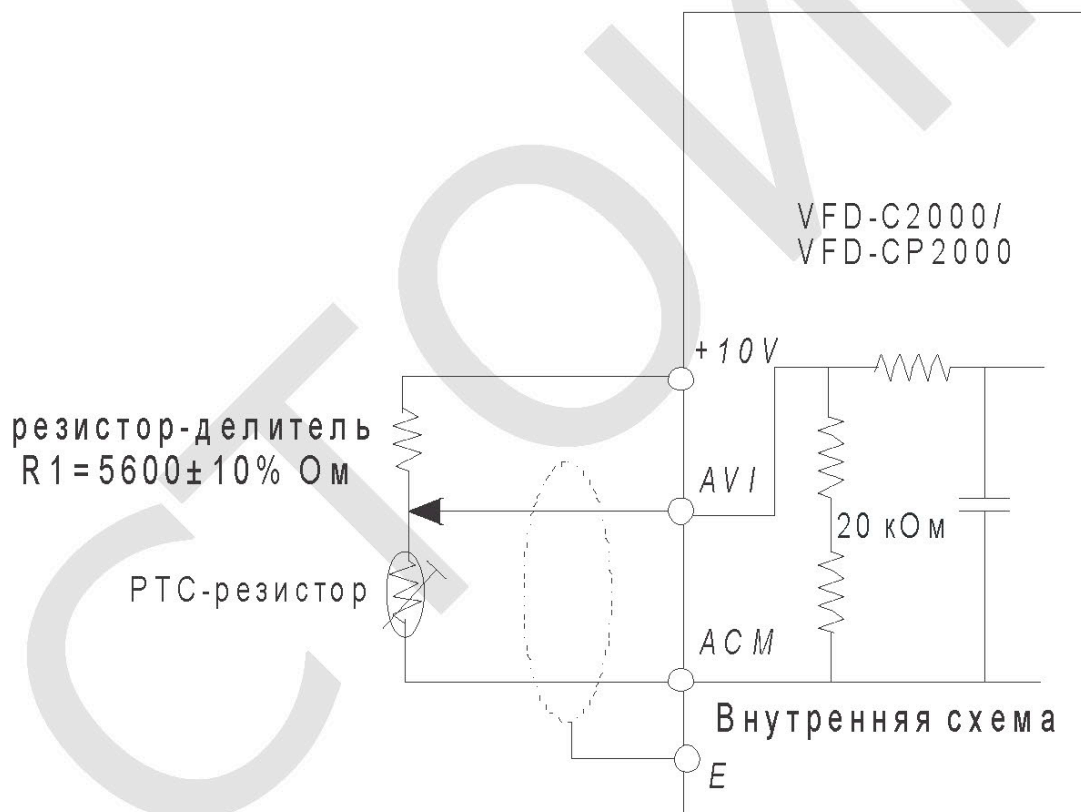 VFD-C2000/
VFD-CP2000
+10V
резистор-делитель
R1=5600±10% Ом
AVI
20 кОм
PTC-резистор
ACM
Внутренняя схема
E